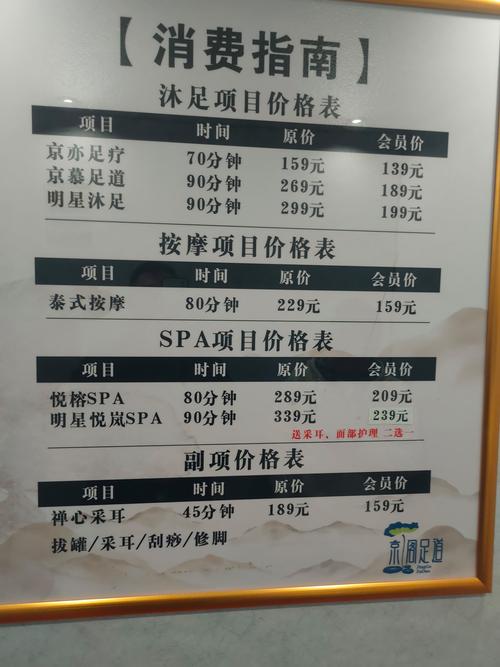 【消费指南】
沐足项目价格表
项目 时间 原价 会员价
京亦足疗 70分钟 159元 139元
京慕足道 90分钟 269元 189元
明星沐足 90分钟 299元 199元
按摩项目价格表
项目 时间 原价 会员价
泰式按摩 80分钟 229元 159元
SPA项目价格表
项目 时间 原价 会员价
悦榕SPA 80分钟 289元 209元
明星悦岚SPA 90分钟 339元 239元
送采耳、面部护理 二选一
副项价格表
项目 时间 原价 会员价
禅心采耳 45分钟 189元 159元
拔罐/采耳/刮痧/修脚
京阁足道